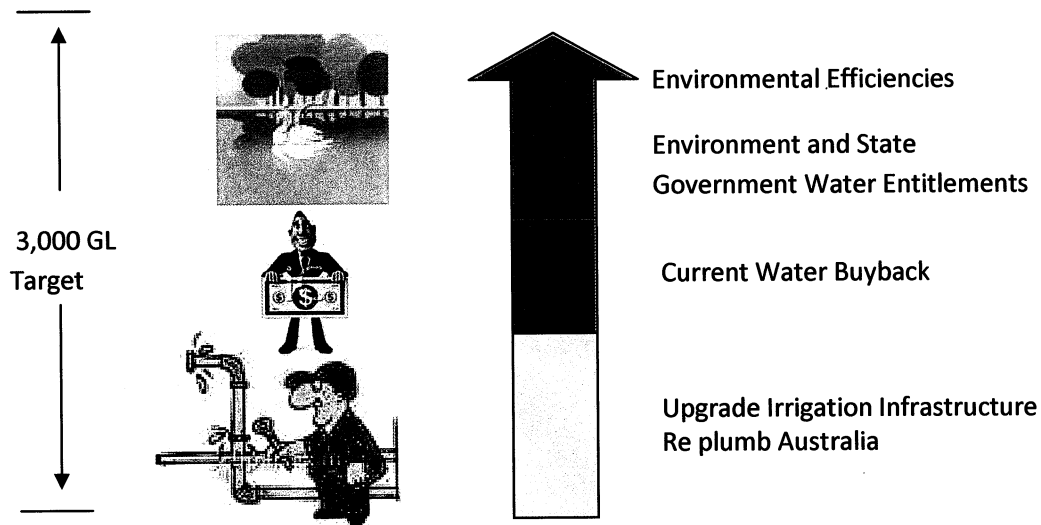 3,000 GL
Target
Environmental Efficiencies
Environment and State
Government Water Entitlements
Current Water Buyback
Upgrade Irrigation Infrastructure
Re plumb Australia
$ $ $